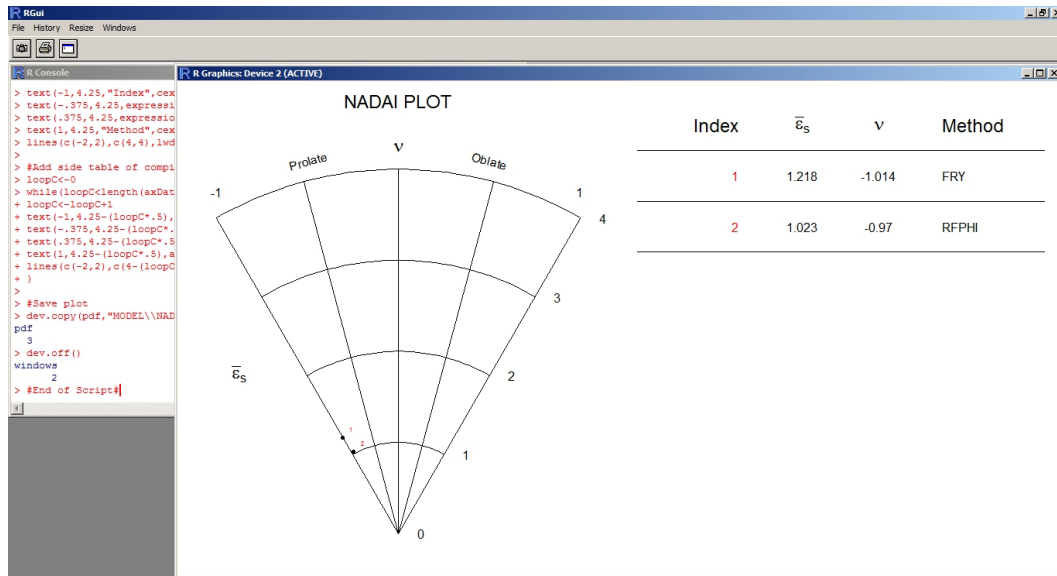 RGui
File History Resize Windows
R Console
R Graphics: Device 2 (ACTIVE)
> text(-1,4.25,"Index",cex
> text(-.375,4.25,expressi
> text(.375,4.25,expressio
> text(1,4.25,"Method",cex
> lines(c(-2,2),c(4,4),lwd
>
> #Add side table of compi
> loopC<-0
> while(loopC<length(axDat
+ loopC<-loopC+1
+ text(-1,4.25-(loopC*.5),
+ text(-.375,4.25-(loopC*.
+ text(.375,4.25-(loopC*.5
+ text(1,4.25-(loopC*.5),a
+ lines(c(-2,2),c(4-(loopC
+ }
>
> #Save plot
> dev.copy(pdf,"MODEL\\NAD
pdf
3
> dev.off()
windows
2
> #End of Script#
NADAI PLOT
ν
Prolate
Oblate
-1
1
4
3
2
1
0
ε̅s
1
2
Index ε̅s ν Method
1 1.218 -1.014 FRY
2 1.023 -0.97 RFPHI